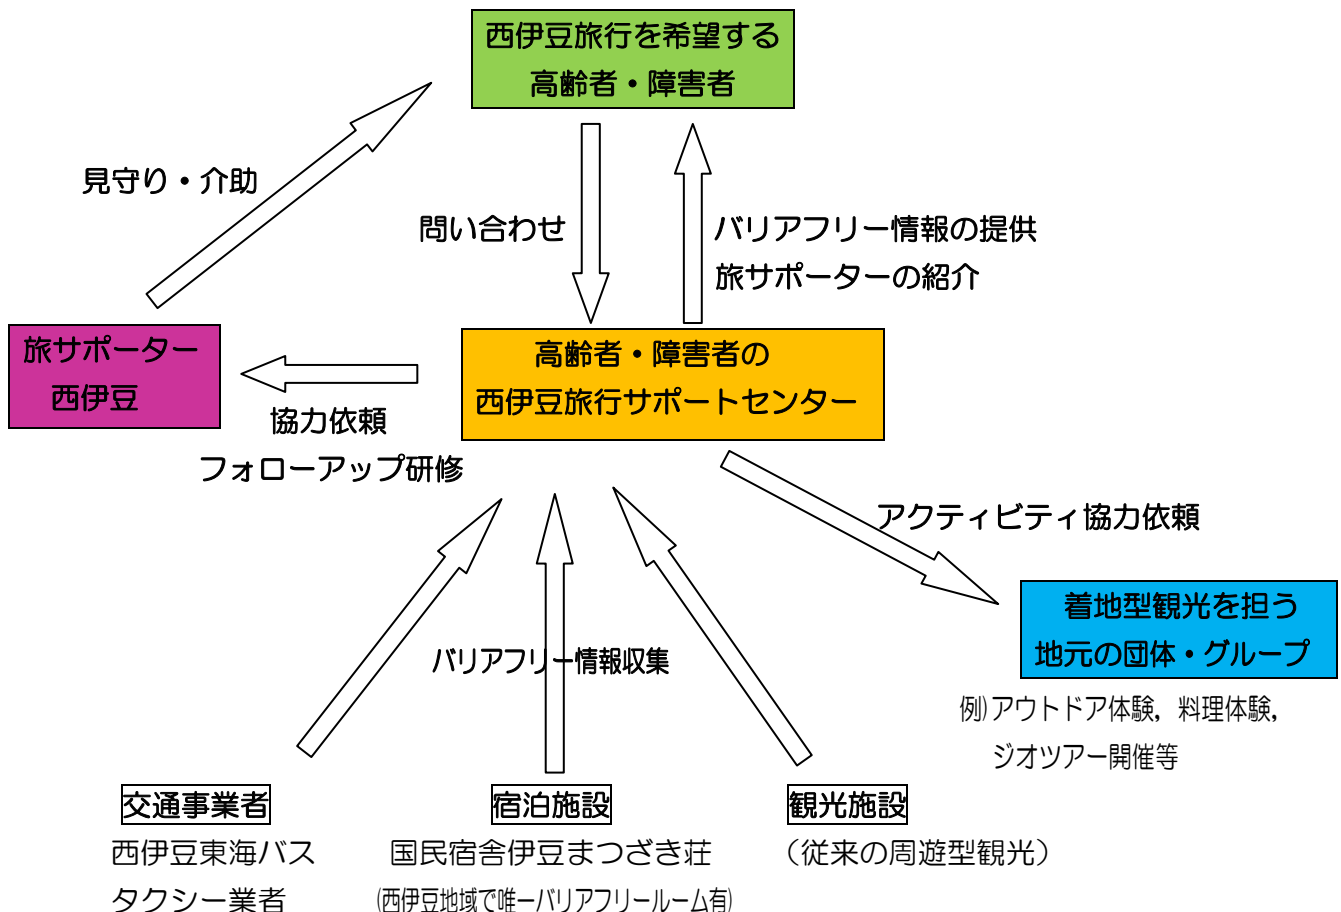 西伊豆旅行を希望する
高齢者・障害者
見守り・介助
問い合わせ
バリアフリー情報の提供
旅サポーターの紹介
旅サポーター
西伊豆
高齢者・障害者の
西伊豆旅行サポートセンター
協力依頼
フォローアップ研修
アクティビティ協力依頼
着地型観光を担う
地元の団体・グループ
例)アウトドア体験，料理体験，
ジオツアー開催等
バリアフリー情報収集
交通事業者
西伊豆東海バス
タクシー業者
宿泊施設
国民宿舎伊豆まつざき荘
(西伊豆地域で唯一バリアフリールーム有)
観光施設
（従来の周遊型観光）